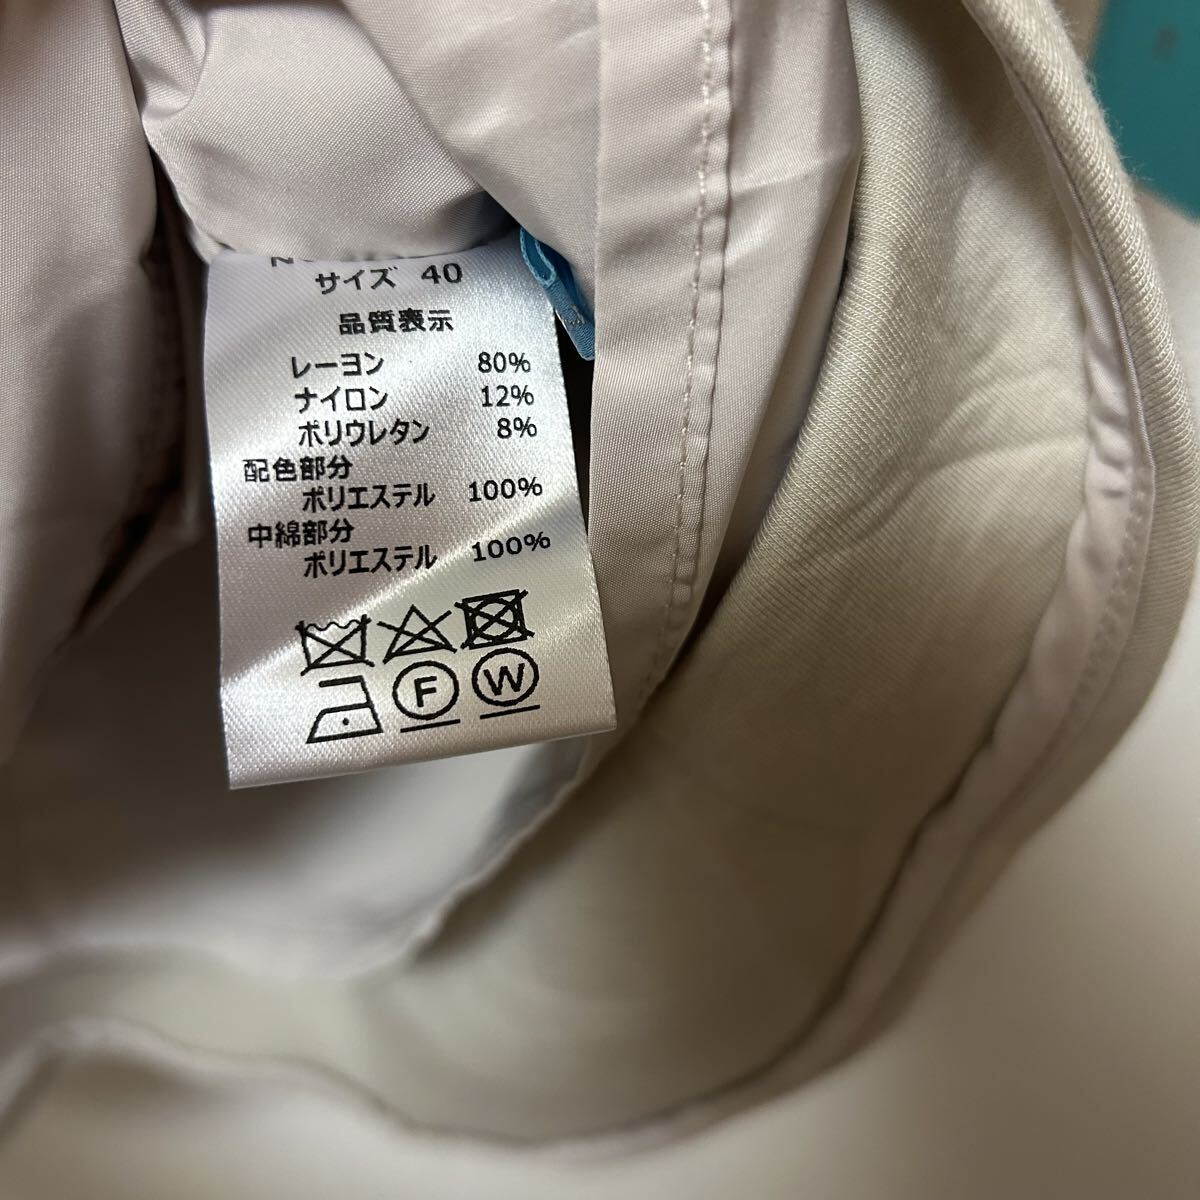 サイズ 40
品質表示
レーヨン 80%
ナイロン 12%
ポリウレタン 8%
配色部分
ポリエステル 100%
中綿部分
ポリエステル 100%
F W